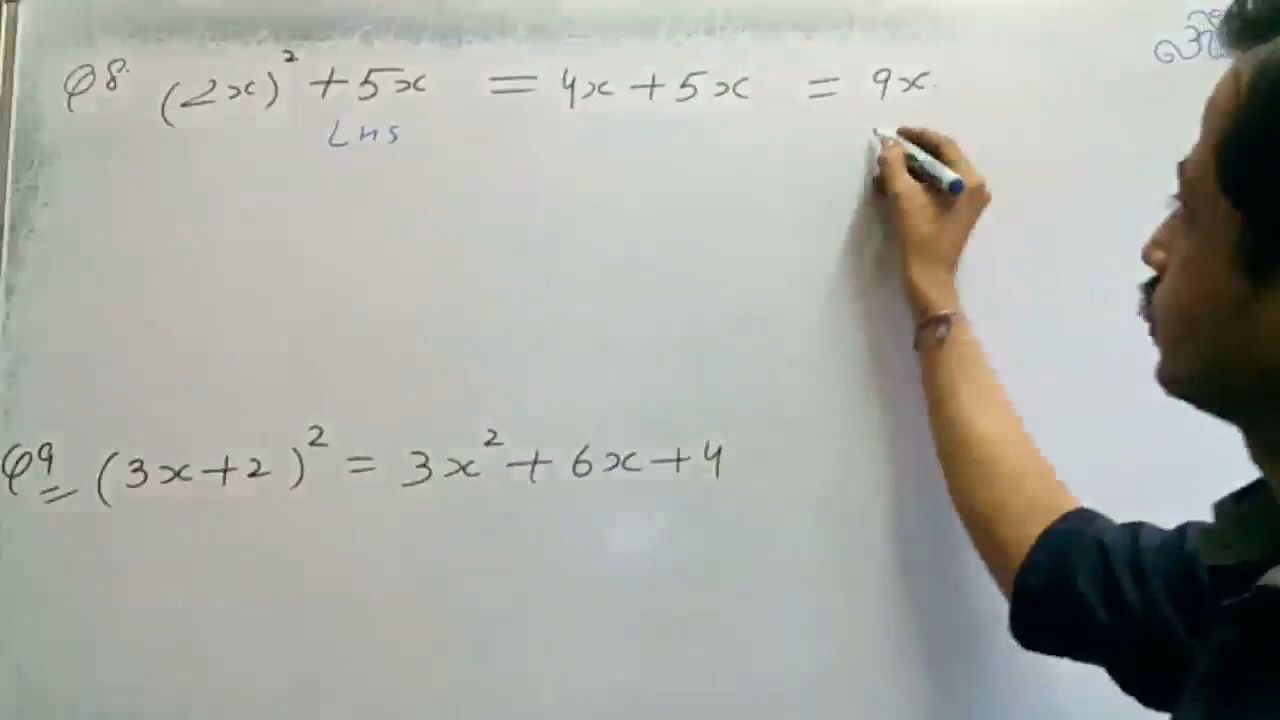 Q8. (2x)² + 5x = 4x + 5x = 9x
LHS
Q9 (3x+2)² = 3x² + 6x + 4